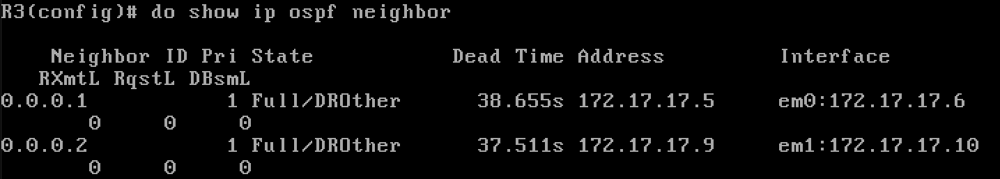 R3(config)# do show ip ospf neighbor
Neighbor ID Pri State Dead Time Address Interface
RXmtL RqstL DBsmL
0.0.0.1 1 Full/DROther 38.655s 172.17.17.5 em0:172.17.17.6
0 0 0
0.0.0.2 1 Full/DROther 37.511s 172.17.17.9 em1:172.17.17.10
0 0 0